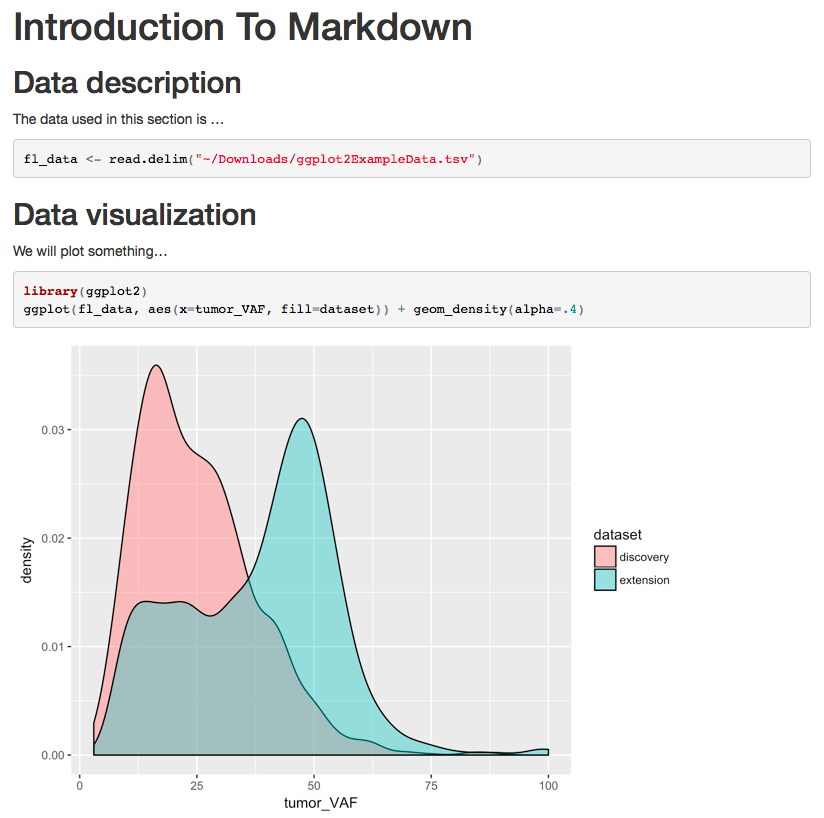 Introduction To Markdown
Data description
The data used in this section is …
fl_data <- read.delim("~/Downloads/ggplot2ExampleData.tsv")
Data visualization
We will plot something…
library(ggplot2)
ggplot(fl_data, aes(x=tumor_VAF, fill=dataset)) + geom_density(alpha=.4)
0.03
0.02
0.01
0.00
density
0 25 50 75 100
tumor_VAF
dataset
discovery
extension